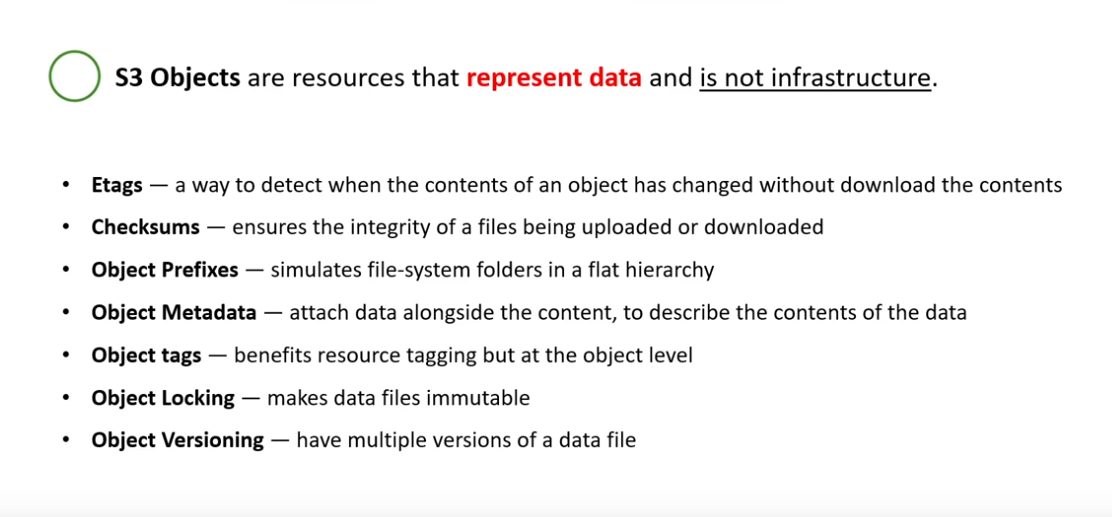 S3 Objects are resources that represent data and is not infrastructure.
• Etags — a way to detect when the contents of an object has changed without download the contents
• Checksums — ensures the integrity of a files being uploaded or downloaded
• Object Prefixes — simulates file-system folders in a flat hierarchy
• Object Metadata — attach data alongside the content, to describe the contents of the data
• Object tags — benefits resource tagging but at the object level
• Object Locking — makes data files immutable
• Object Versioning — have multiple versions of a data file